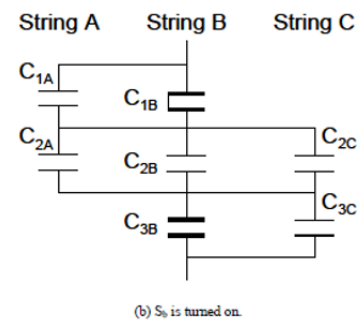 String A String B String C
C1A
C1B
C2A
C2B
C2C
C3B
C3C
(b) Sb is turned on.